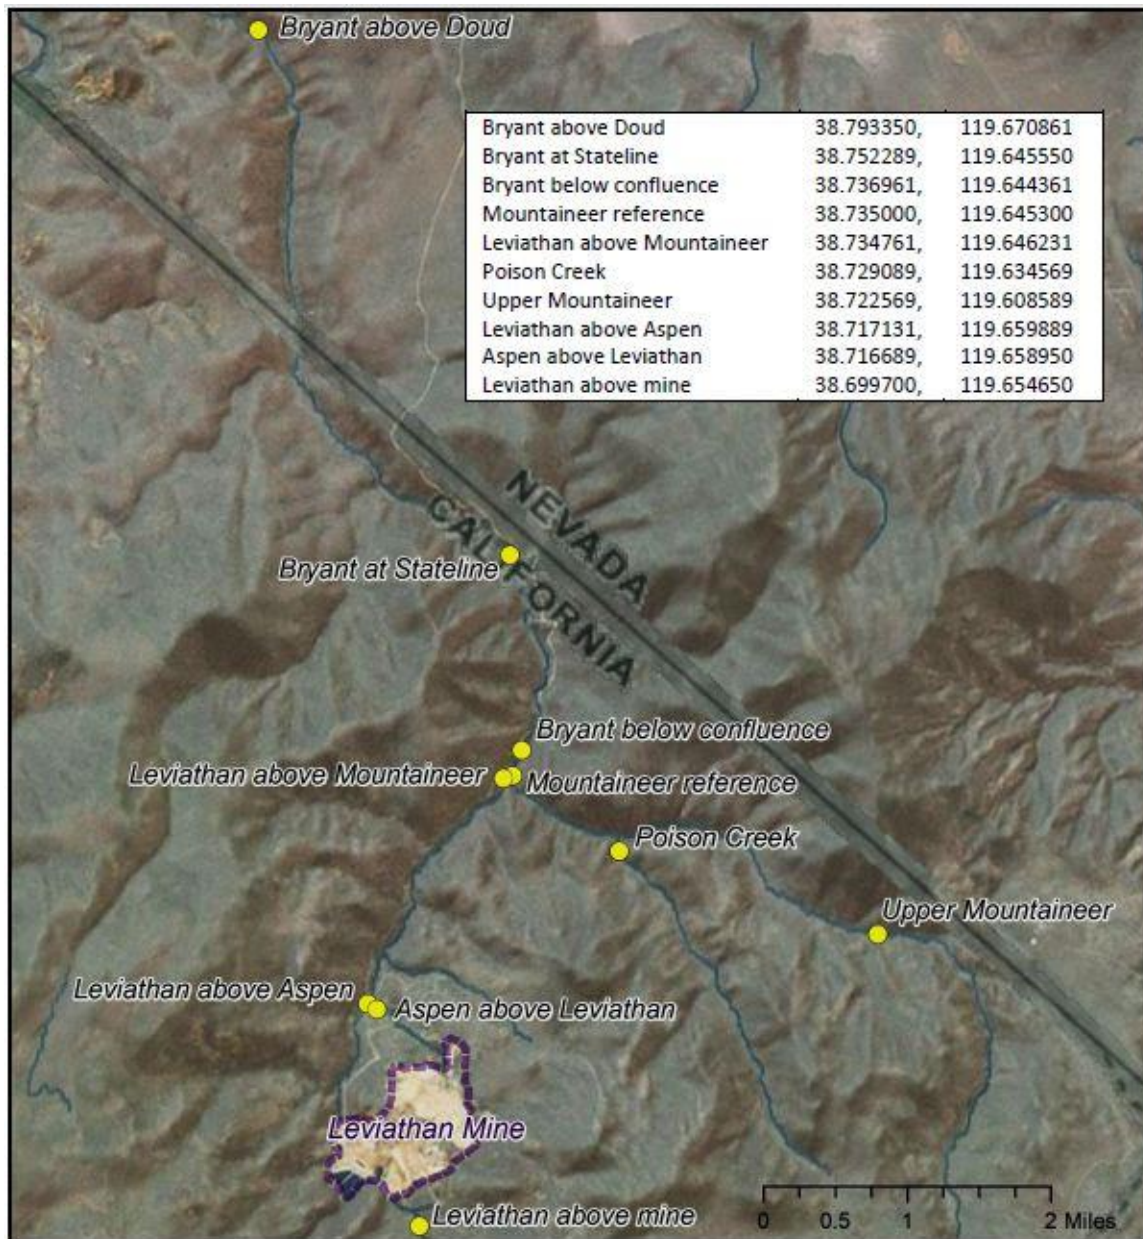 Bryant above Doud
Bryant above Doud 38.793350, 119.670861
Bryant at Stateline 38.752289, 119.645550
Bryant below confluence 38.736961, 119.644361
Mountaineer reference 38.735000, 119.645300
Leviathan above Mountaineer 38.734761, 119.646231
Poison Creek 38.729089, 119.634569
Upper Mountaineer 38.722569, 119.608589
Leviathan above Aspen 38.717131, 119.659889
Aspen above Leviathan 38.716689, 119.658950
Leviathan above mine 38.699700, 119.654650
NEVADA
CALIFORNIA
Bryant at Stateline
Bryant below confluence
Leviathan above Mountaineer
Mountaineer reference
Poison Creek
Upper Mountaineer
Leviathan above Aspen
Aspen above Leviathan
Leviathan Mine
Leviathan above mine
0 0.5 1 2 Miles